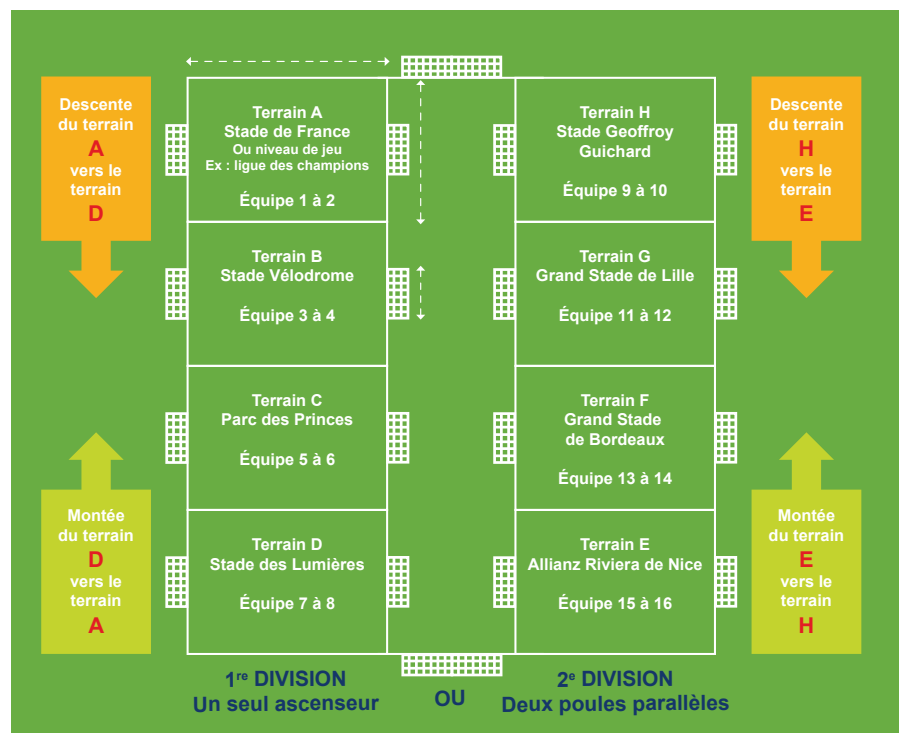 Descente
du terrain
A
vers le
terrain
D
Terrain A
Stade de France
Ou niveau de jeu
Ex : ligue des champions
Équipe 1 à 2
Terrain H
Stade Geoffroy
Guichard
Équipe 9 à 10
Descente
du terrain
H
vers le
terrain
E
Terrain B
Stade Vélodrome
Équipe 3 à 4
Terrain G
Grand Stade de Lille
Équipe 11 à 12
Terrain C
Parc des Princes
Équipe 5 à 6
Terrain F
Grand Stade
de Bordeaux
Équipe 13 à 14
Montée
du terrain
D
vers le
terrain
A
Terrain D
Stade des Lumières
Équipe 7 à 8
Terrain E
Allianz Riviera de Nice
Équipe 15 à 16
Montée
du terrain
E
vers le
terrain
H
1re DIVISION
Un seul ascenseur
OU
2e DIVISION
Deux poules parallèles